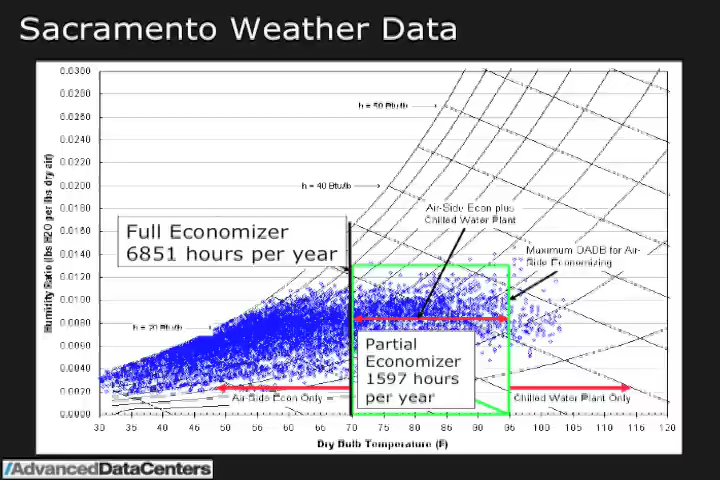 Sacramento Weather Data
0.0300
0.0280
0.0260
0.0240
0.0220
0.0200
0.0180
0.0160
0.0140
0.0120
0.0100
0.0080
0.0060
0.0040
0.0020
0.0000
Humidity Ratio (lbs H2O per lbs dry air)
h = 50 Btu/lb
h = 40 Btu/lb
Air-Side Econ plus
Chilled Water Plant
Full Economizer
6851 hours per year
Maximum OADB for Air-
Side Economizing
h = 20 Btu/lb
Partial
Economizer
1597 hours
per year
Air-Side Econ Only
Chilled Water Plant Only
30 35 40 45 50 55 60 65 70 75 80 85 90 95 100 105 110 115 120
Dry Bulb Temperature (F)
//AdvancedDataCenters